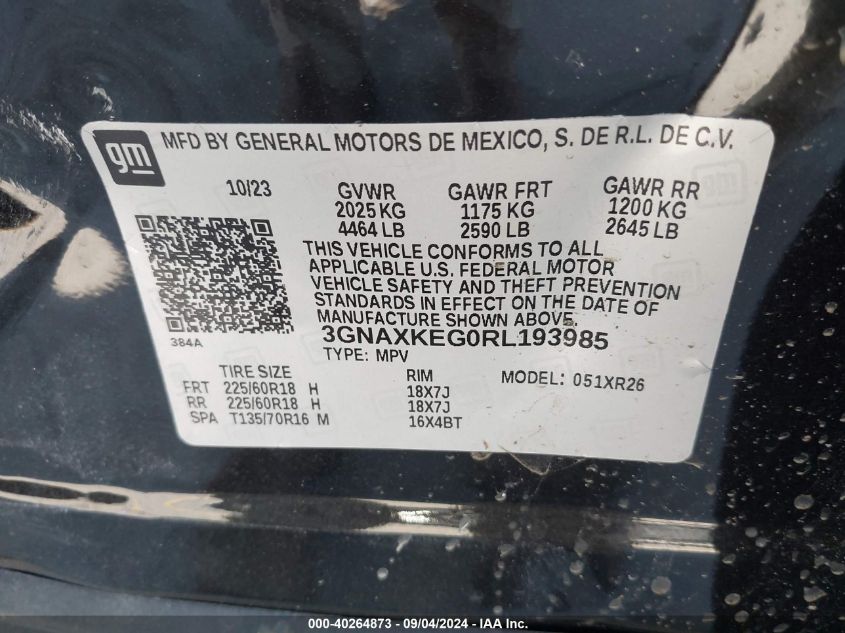 gm MFD BY GENERAL MOTORS DE MEXICO, S. DE R.L. DE C.V.
10/23 GVWR GAWR FRT GAWR RR
2025 KG 1175 KG 1200 KG
4464 LB 2590 LB 2645 LB
THIS VEHICLE CONFORMS TO ALL
APPLICABLE U.S. FEDERAL MOTOR
VEHICLE SAFETY AND THEFT PREVENTION
STANDARDS IN EFFECT ON THE DATE OF
MANUFACTURE SHOWN ABOVE.
384A 3GNAXKEG0RL193985
TYPE: MPV
TIRE SIZE RIM MODEL: 051XR26
FRT 225/60R18 H 18X7J
RR 225/60R18 H 18X7J
SPA T135/70R16 M 16X4BT
000-40264873 - 09/04/2024 - IAA Inc.